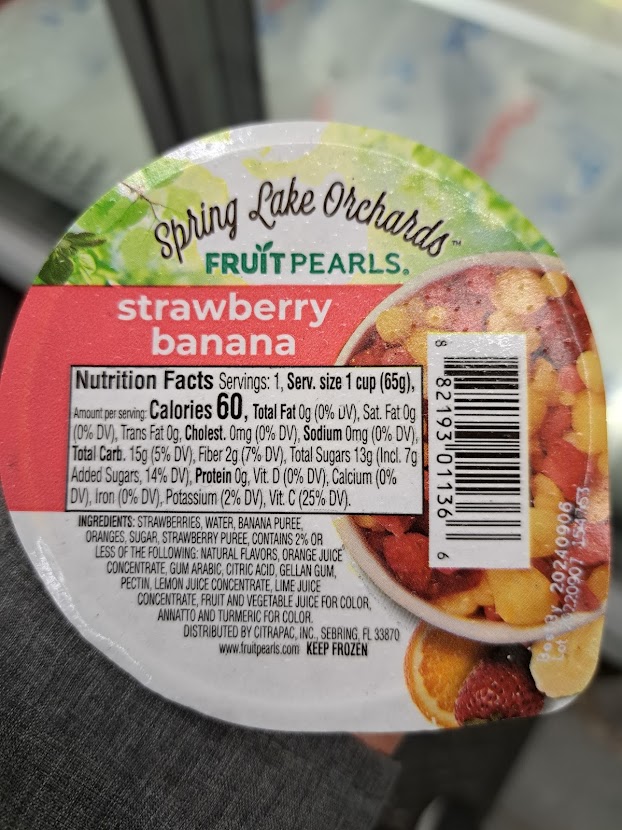 Spring Lake Orchards™
FRUIT PEARLS®
strawberry
banana
Nutrition Facts Servings: 1, Serv. size 1 cup (65g),
Amount per serving: Calories 60, Total Fat 0g (0% DV), Sat. Fat 0g
(0% DV), Trans Fat 0g, Cholest. 0mg (0% DV), Sodium 0mg (0% DV),
Total Carb. 15g (5% DV), Fiber 2g (7% DV), Total Sugars 13g (Incl. 7g
Added Sugars, 14% DV), Protein 0g, Vit. D (0% DV), Calcium (0%
DV), Iron (0% DV), Potassium (2% DV), Vit. C (25% DV).
INGREDIENTS: STRAWBERRIES, WATER, BANANA PUREE,
ORANGES, SUGAR, STRAWBERRY PUREE, CONTAINS 2% OR
LESS OF THE FOLLOWING: NATURAL FLAVORS, ORANGE JUICE
CONCENTRATE, GUM ARABIC, CITRIC ACID, GELLAN GUM,
PECTIN, LEMON JUICE CONCENTRATE, LIME JUICE
CONCENTRATE, FRUIT AND VEGETABLE JUICE FOR COLOR,
ANNATTO AND TURMERIC FOR COLOR.
DISTRIBUTED BY CITRAPAC, INC., SEBRING, FL 33870
www.fruitpearls.com KEEP FROZEN
8 82193 01136 6
Best By 20240906
Lot